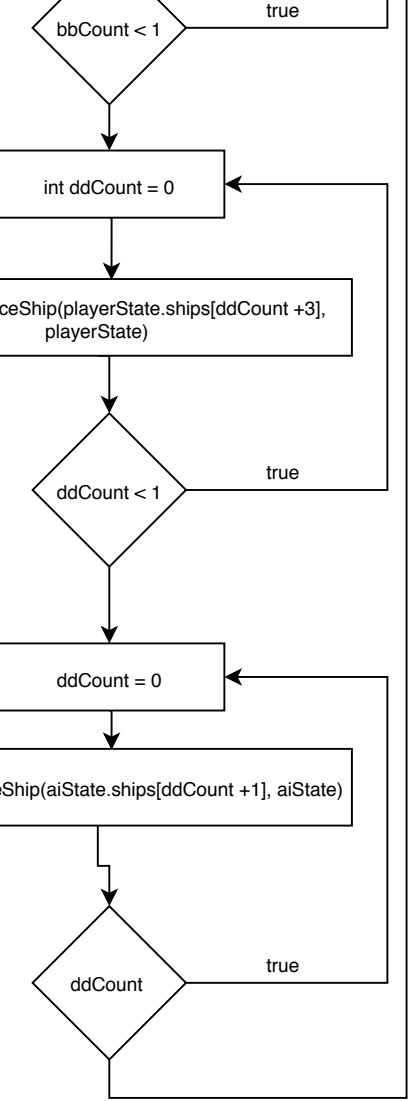 true
bbCount < 1
int ddCount = 0
ceShip(playerState.ships[ddCount +3],
playerState)
true
ddCount < 1
ddCount = 0
eShip(aiState.ships[ddCount +1], aiState)
true
ddCount